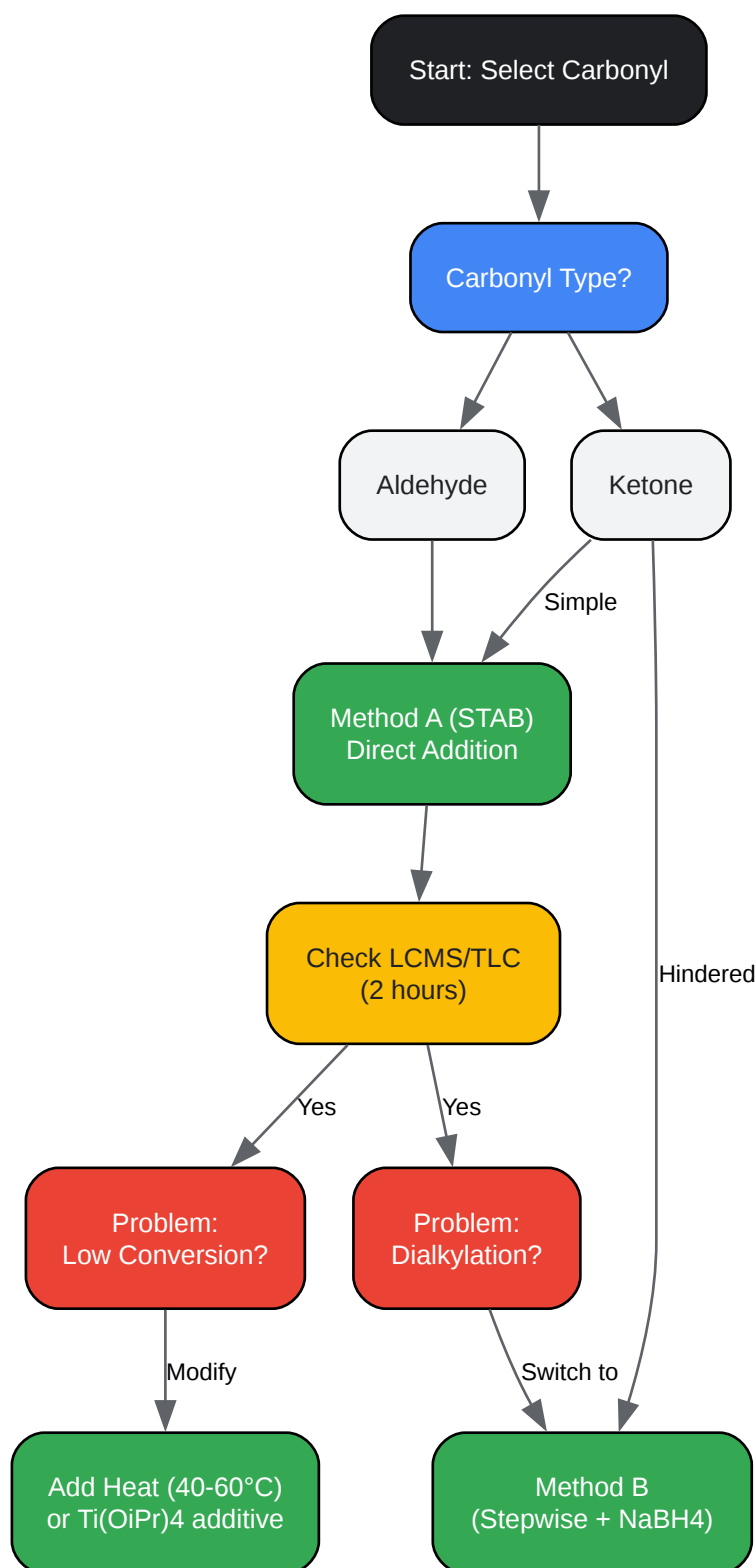 Start: Select Carbonyl
Carbonyl Type?
Aldehyde
Ketone
Simple
Method A (STAB)
Direct Addition
Check LCMS/TLC
(2 hours)
Hindered
Yes
Yes
Problem:
Low Conversion?
Problem:
Dialkylation?
Modify
Switch to
Add Heat (40-60°C)
or Ti(OiPr)4 additive
Method B
(Stepwise + NaBH4)